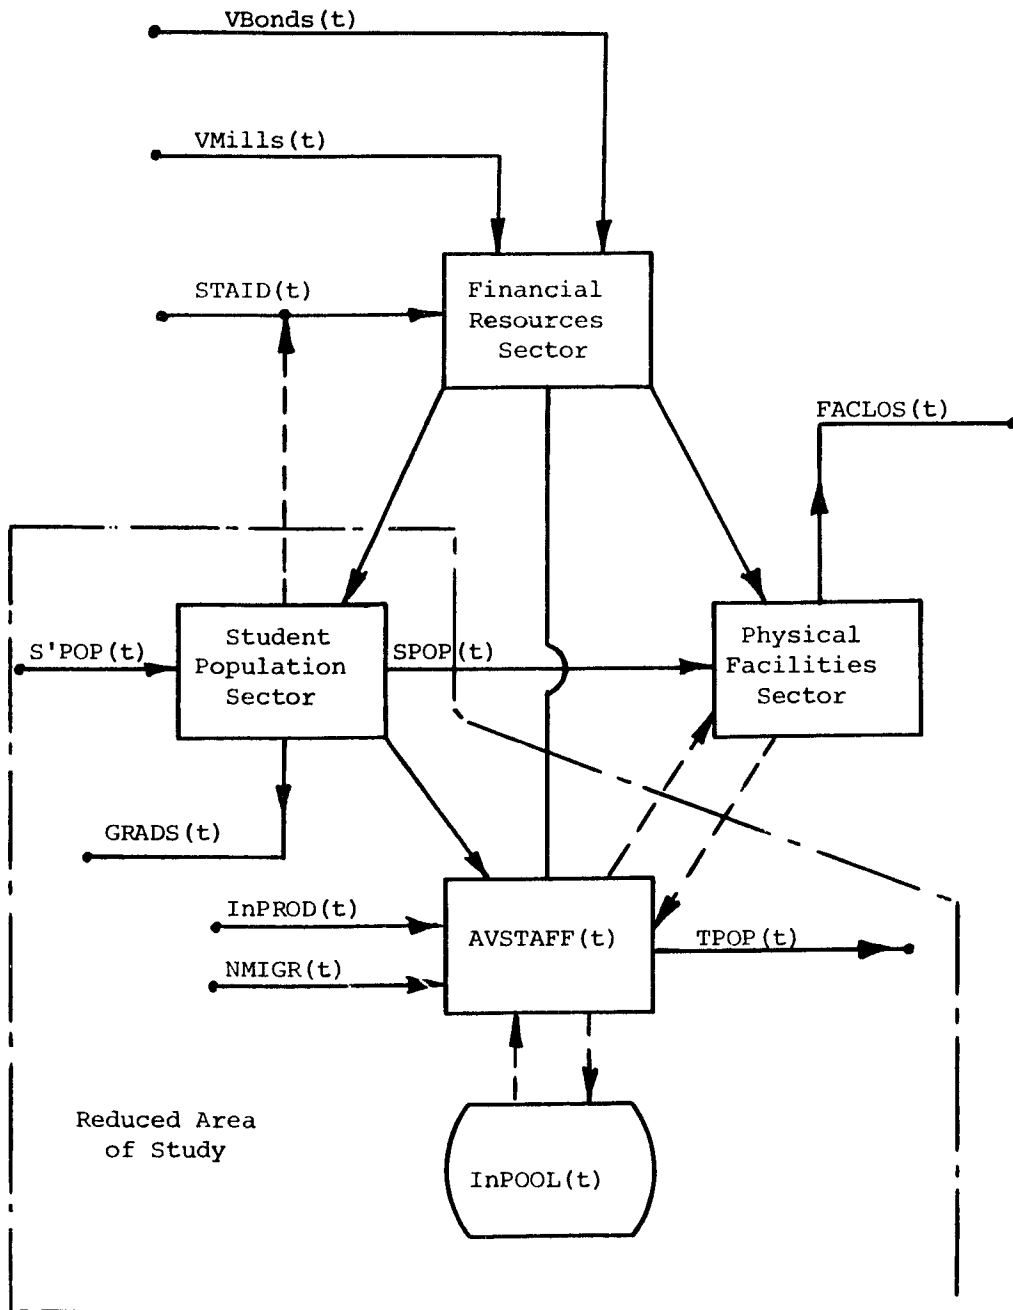 VBonds(t)
VMills(t)
STAID(t)
Financial
Resources
Sector
FACLOS(t)
S'POP(t)
Student
Population
Sector
SPOP(t)
Physical
Facilities
Sector
GRADS(t)
InPROD(t)
AVSTAFF(t)
TPOP(t)
NMIGR(t)
Reduced Area
of Study
InPOOL(t)